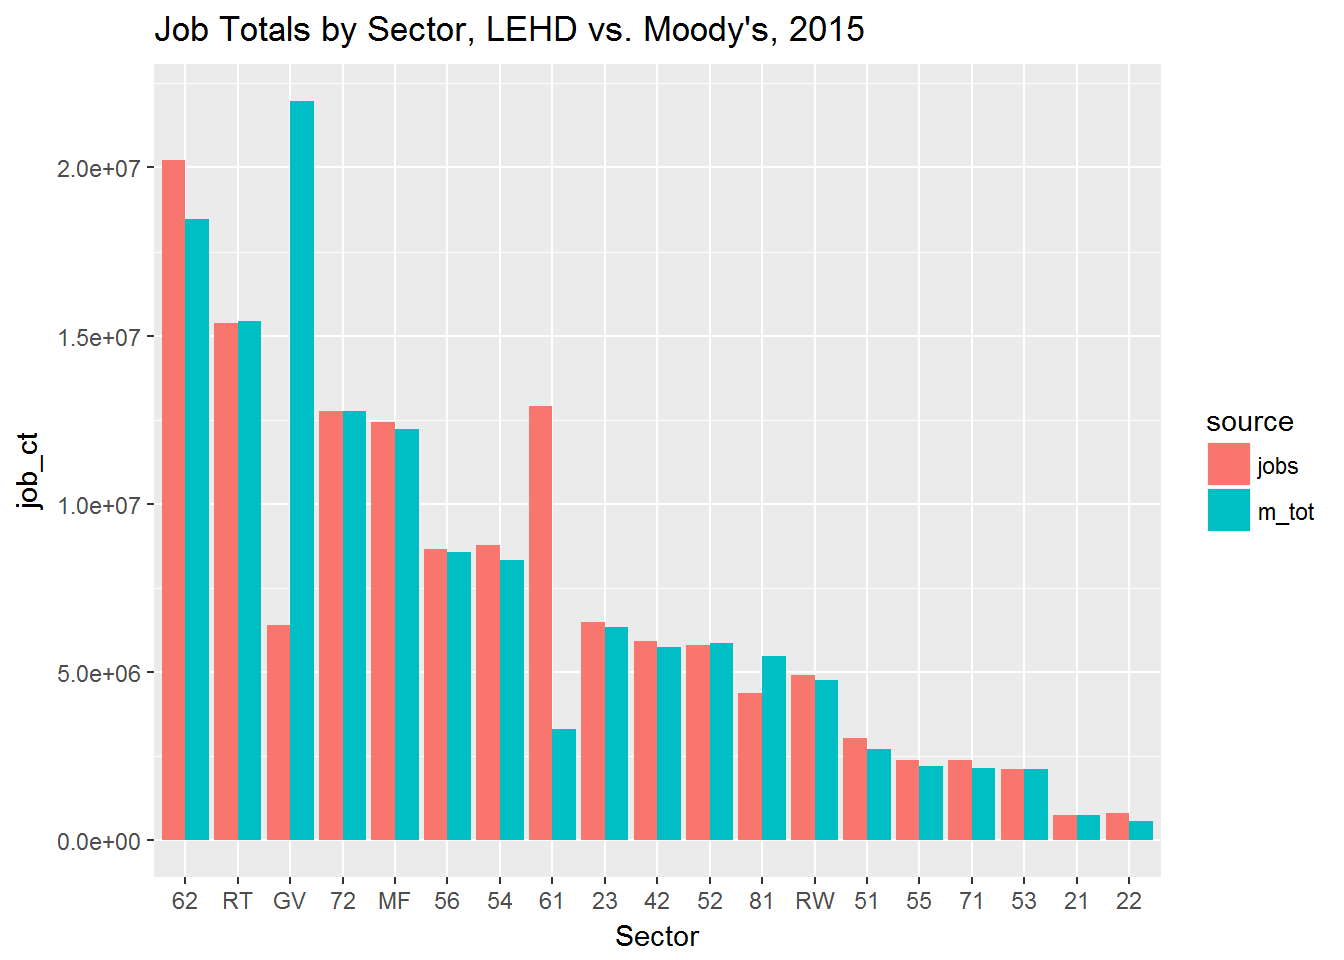 Job Totals by Sector, LEHD vs. Moody's, 2015
job_ct
2.0e+07
1.5e+07
1.0e+07
5.0e+06
0.0e+00
62 RT GV 72 MF 56 54 61 23 42 52 81 RW 51 55 71 53 21 22
Sector
source
jobs
m_tot